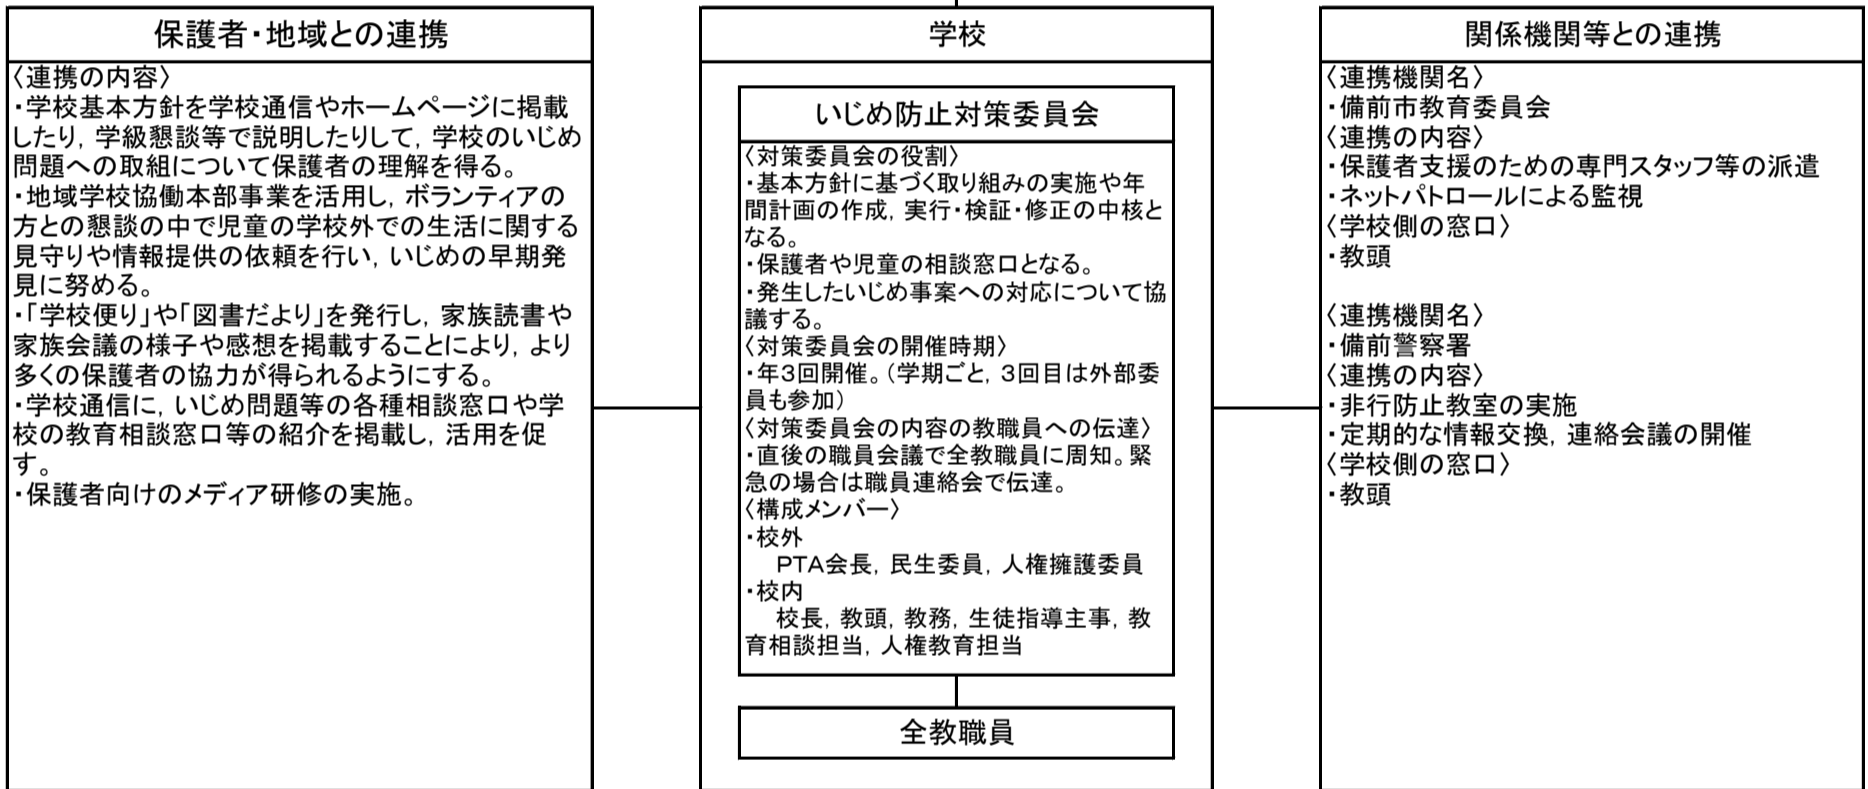 保護者・地域との連携
〈連携の内容〉
・学校基本方針を学校通信やホームページに掲載
したり，学級懇談等で説明したりして，学校のいじめ
問題への取組について保護者の理解を得る。
・地域学校協働本部事業を活用し，ボランティアの
方との懇談の中で児童の学校外での生活に関する
見守りや情報提供の依頼を行い，いじめの早期発
見に努める。
・「学校便り」や「図書だより」を発行し，家族読書や
家族会議の様子や感想を掲載することにより，より
多くの保護者の協力が得られるようにする。
・学校通信に，いじめ問題等の各種相談窓口や学
校の教育相談窓口等の紹介を掲載し，活用を促
す。
・保護者向けのメディア研修の実施。
学校
いじめ防止対策委員会
〈対策委員会の役割〉
・基本方針に基づく取り組みの実施や年
間計画の作成，実行・検証・修正の中核と
なる。
・保護者や児童の相談窓口となる。
・発生したいじめ事案への対応について協
議する。
〈対策委員会の開催時期〉
・年３回開催。（学期ごと，３回目は外部委
員も参加）
〈対策委員会の内容の教職員への伝達〉
・直後の職員会議で全教職員に周知。緊
急の場合は職員連絡会で伝達。
〈構成メンバー〉
・校外
ＰＴＡ会長，民生委員，人権擁護委員
・校内
校長，教頭，教務，生徒指導主事，教
育相談担当，人権教育担当
全教職員
関係機関等との連携
〈連携機関名〉
・備前市教育委員会
〈連携の内容〉
・保護者支援のための専門スタッフ等の派遣
・ネットパトロールによる監視
〈学校側の窓口〉
・教頭
〈連携機関名〉
・備前警察署
〈連携の内容〉
・非行防止教室の実施
・定期的な情報交換，連絡会議の開催
〈学校側の窓口〉
・教頭